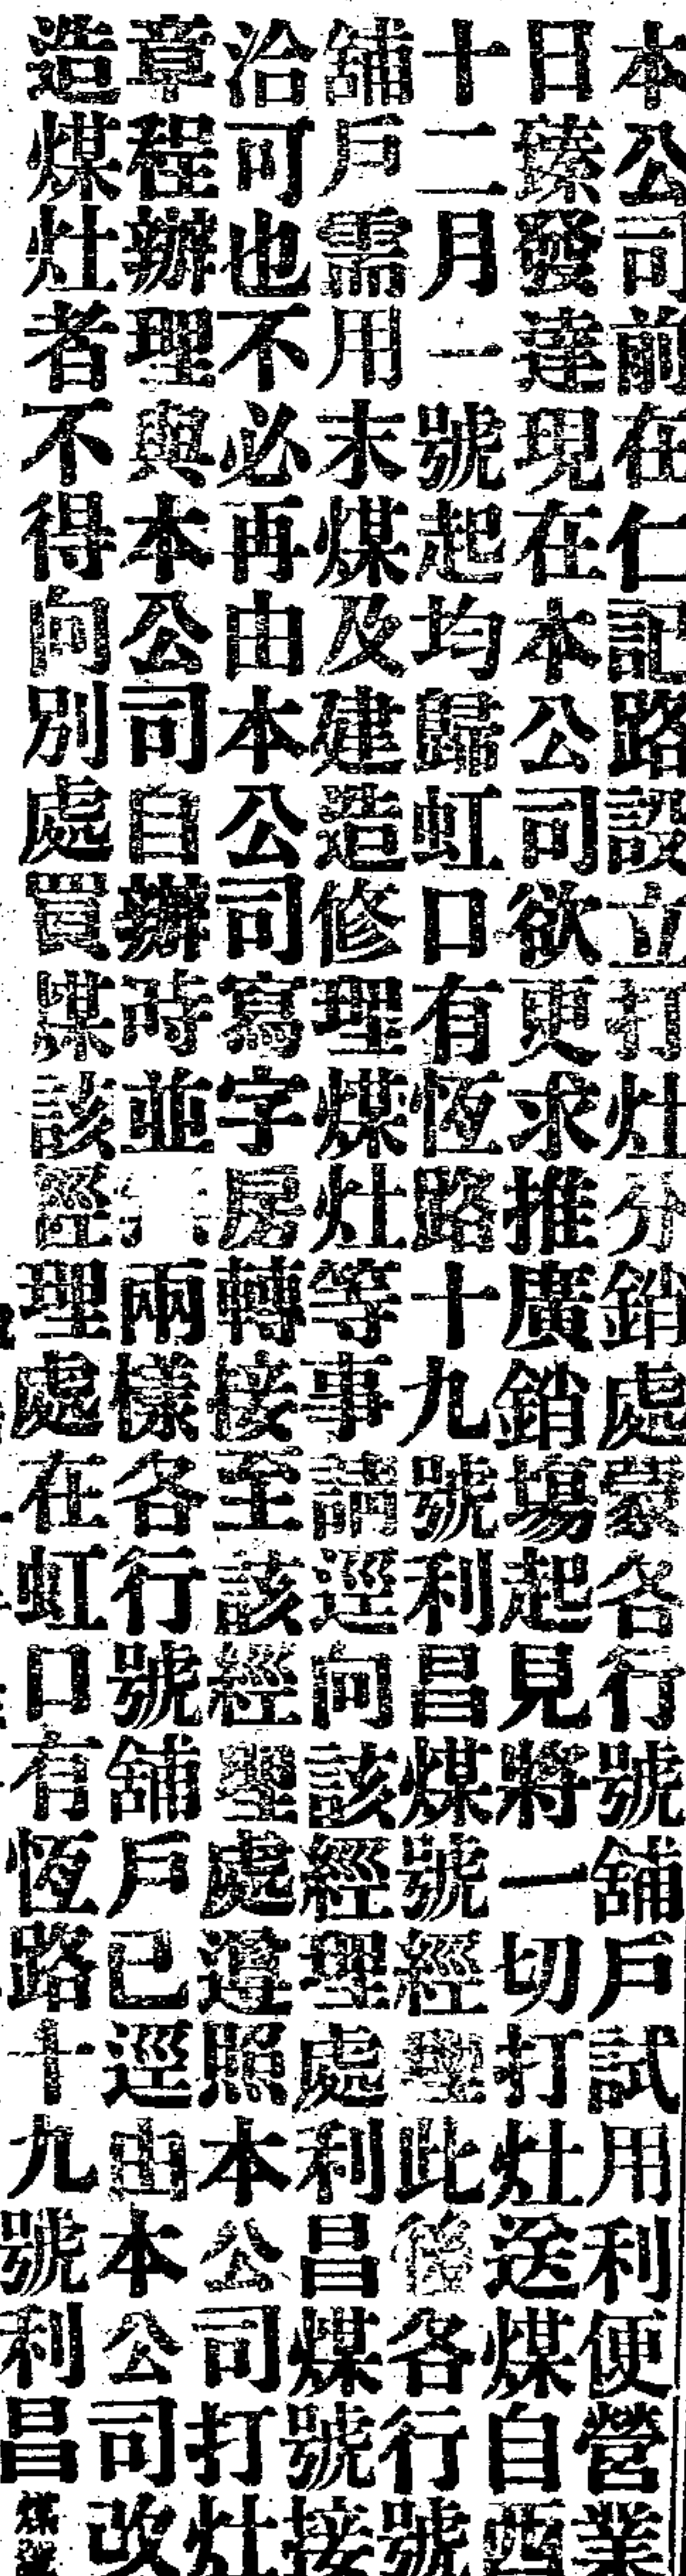 本公司前在仁記路設立打灶分銷處蒙各行號舖戶試用利便營業
日臻發達現在本公司欲更求推廣銷塲起見將一切打灶送煤自西
十二月一號起均歸虹口有恆路十九號利昌煤號經理此後各行號
舖戶需用末煤及建造修理煤灶等事請逕向該經理處利昌煤號接
洽可也不必再由本公司寫字房轉接至該經理處遵照本公司打灶
章程辦理與本公司自辦時並兩樣各行號舖戶已逕由本公司改
造煤灶者不得向別處買煤該經理處在虹口有恆路十九號利昌煤號